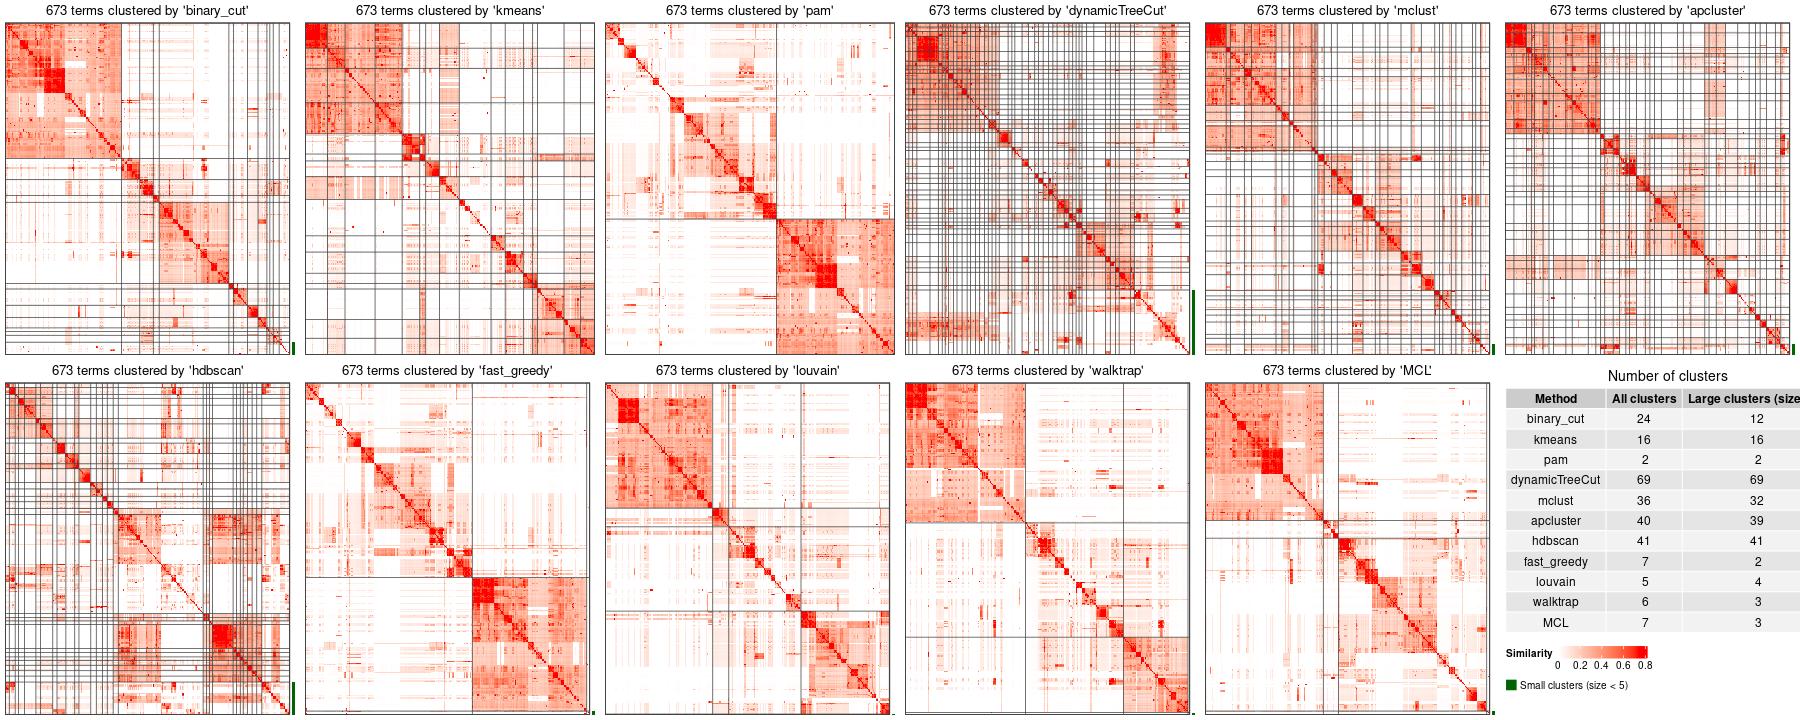 673 terms clustered by 'binary_cut'
673 terms clustered by 'kmeans'
673 terms clustered by 'pam'
673 terms clustered by 'dynamicTreeCut'
673 terms clustered by 'mclust'
673 terms clustered by 'apcluster'
673 terms clustered by 'hdbscan'
673 terms clustered by 'fast_greedy'
673 terms clustered by 'louvain'
673 terms clustered by 'walktrap'
673 terms clustered by 'MCL'
Number of clusters
Method All clusters Large clusters (size
binary_cut 24 12
kmeans 16 16
pam 2 2
dynamicTreeCut 69 69
mclust 36 32
apcluster 40 39
hdbscan 41 41
fast_greedy 7 2
louvain 5 4
walktrap 6 3
MCL 7 3
Similarity
0 0.2 0.4 0.6 0.8
Small clusters (size < 5)